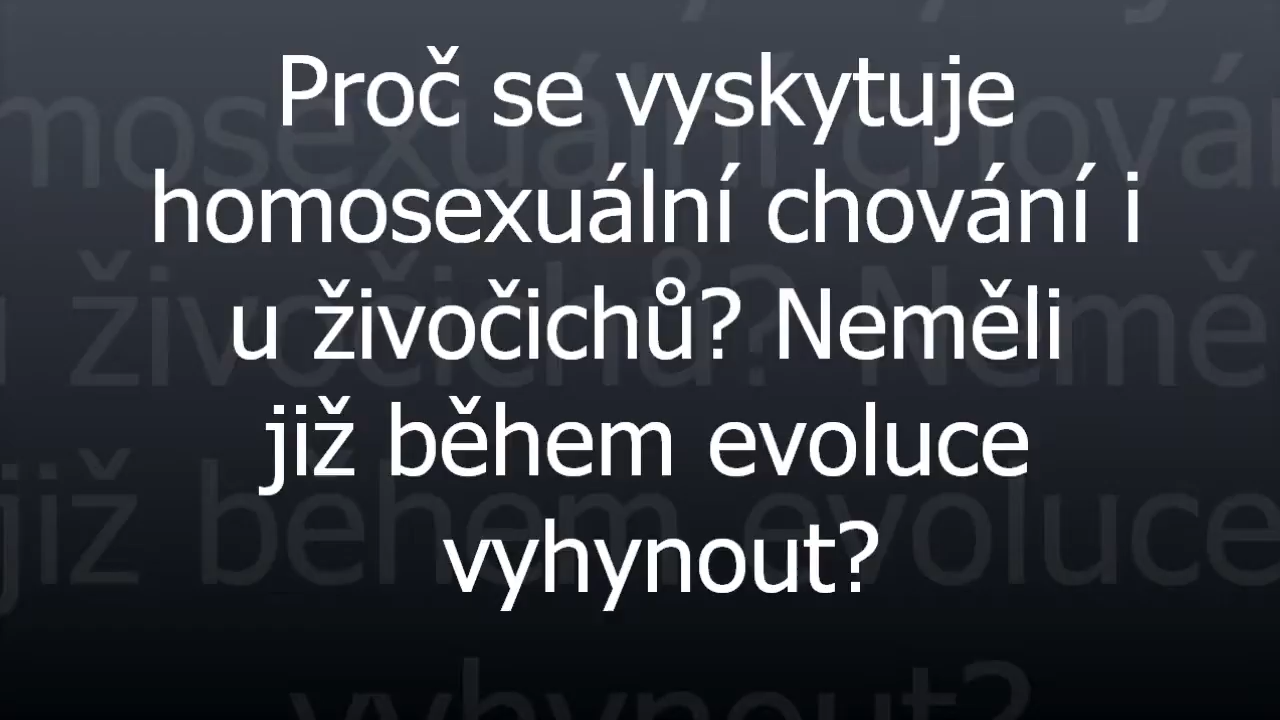 Proč se vyskytuje
homosexuální chování i
u živočichů? Neměli
již během evoluce
vyhynout?